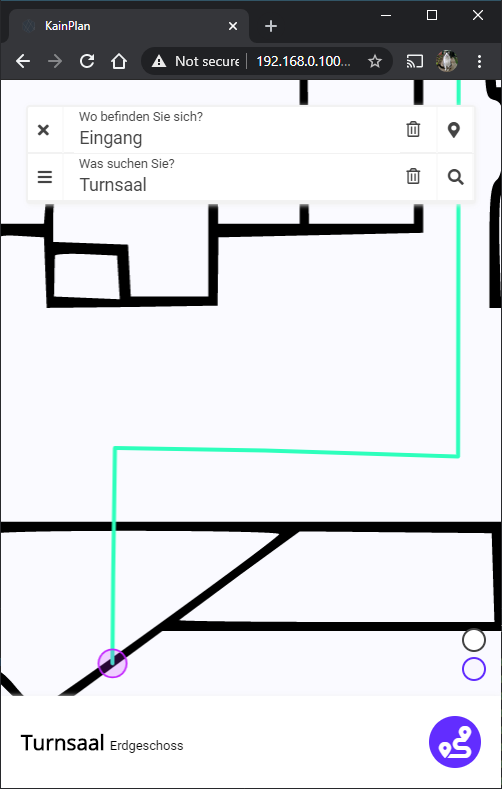 KainPlan
Not secure
192.168.0.100...
Wo befinden Sie sich?
Eingang
Was suchen Sie?
Turnsaal
Turnsaal Erdgeschoss